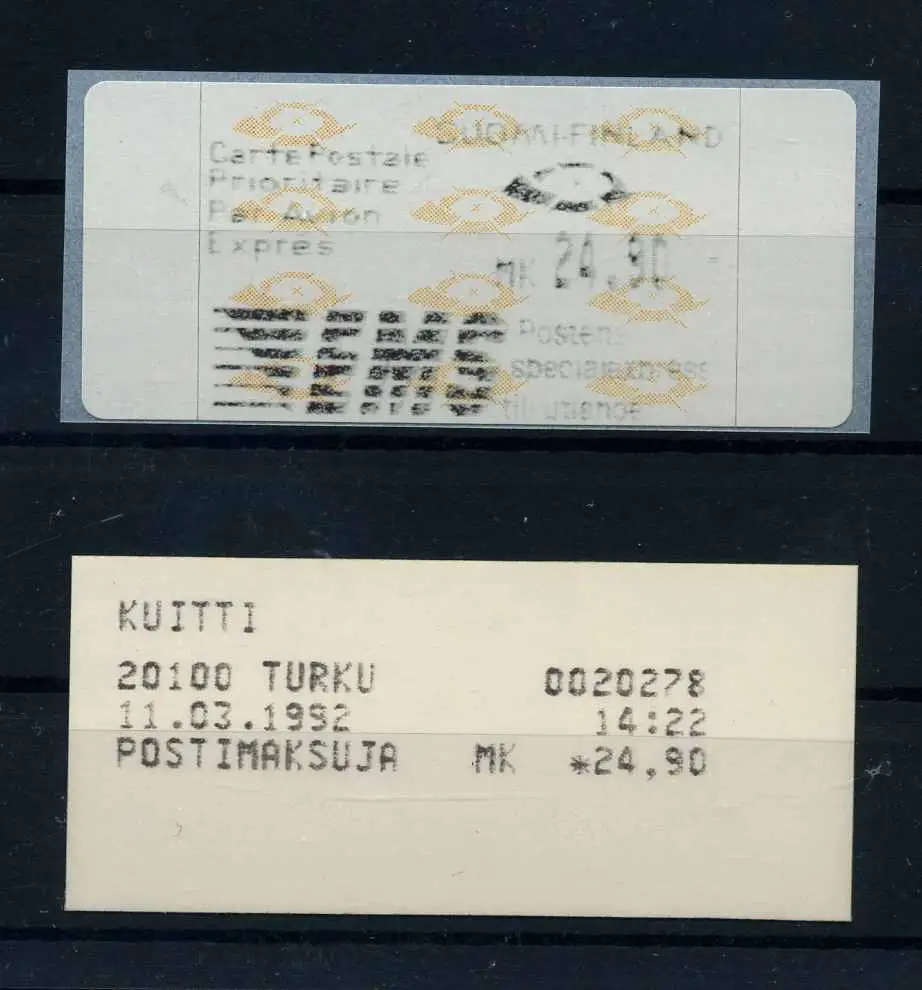 SUOMI-FINLAND
Carte Postale
Prioritaire
Par Avion
Expres
MK 24,90
EMS
Postens
specialexpress
KUITTI
20100 TURKU 0020278
11.03.1992 14:22
POSTIMAKSUJA MK *24,90